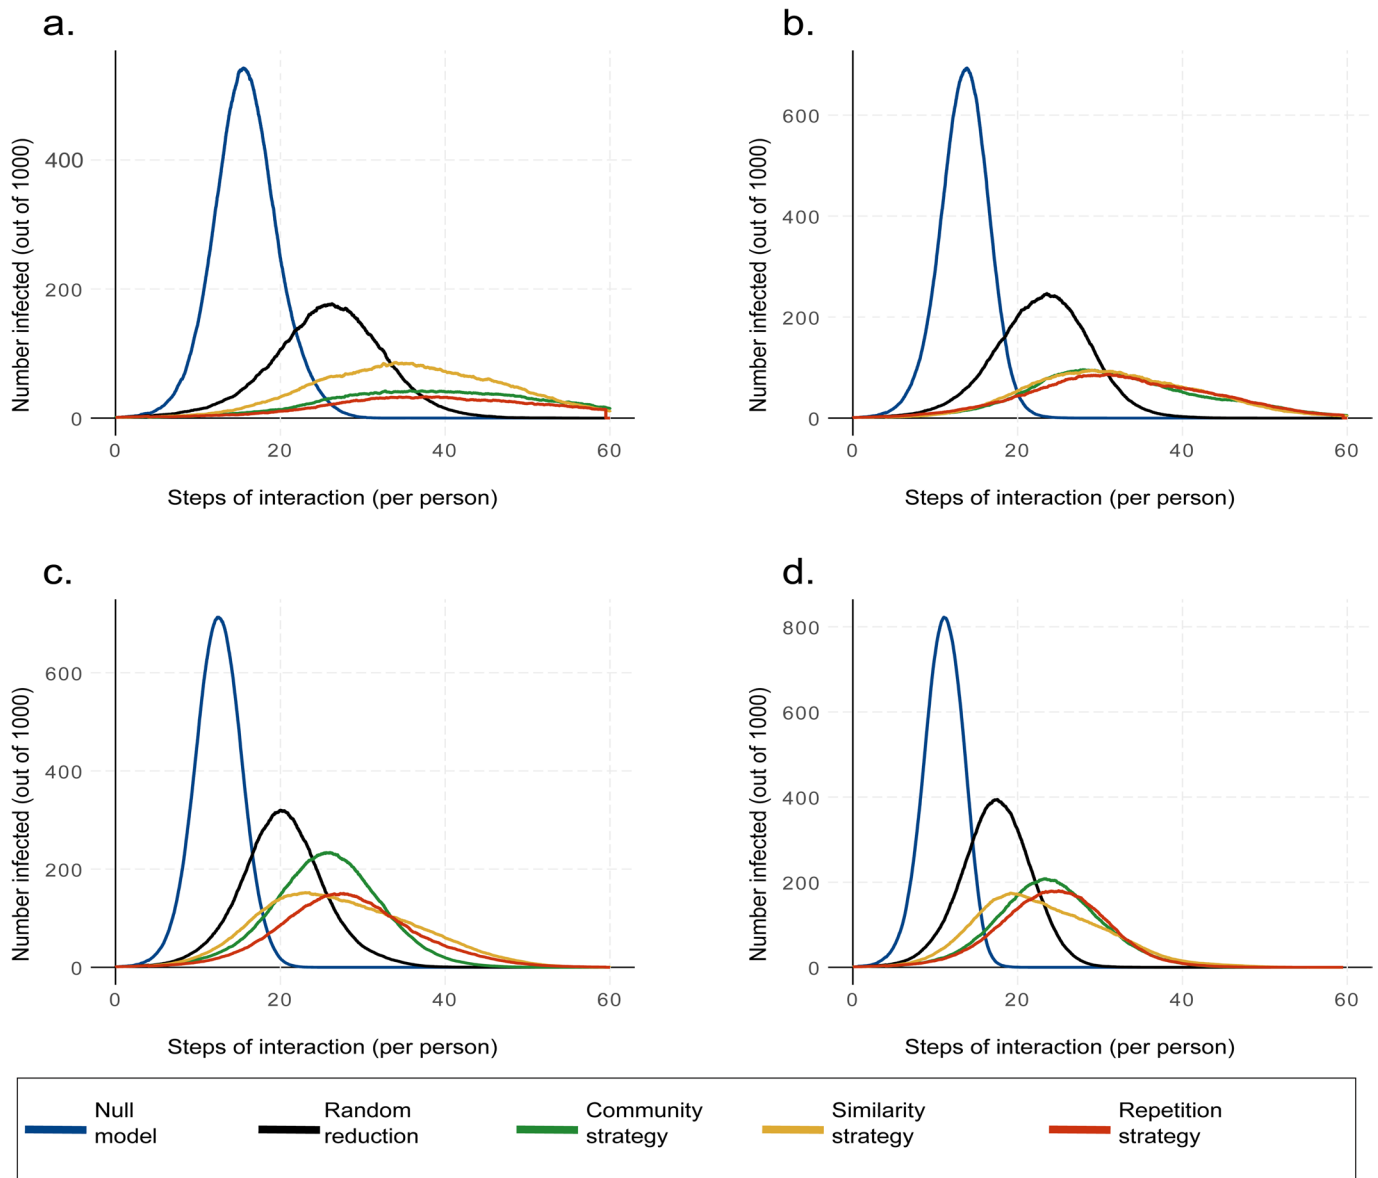 a.
Number infected (out of 1000)
400
200
0
0 20 40 60
Steps of interaction (per person)
b.
Number infected (out of 1000)
600
400
200
0
0 20 40 60
Steps of interaction (per person)
c.
Number infected (out of 1000)
600
400
200
0
0 20 40 60
Steps of interaction (per person)
d.
Number infected (out of 1000)
800
600
400
200
0
0 20 40 60
Steps of interaction (per person)
Null
model
Random
reduction
Community
strategy
Similarity
strategy
Repetition
strategy